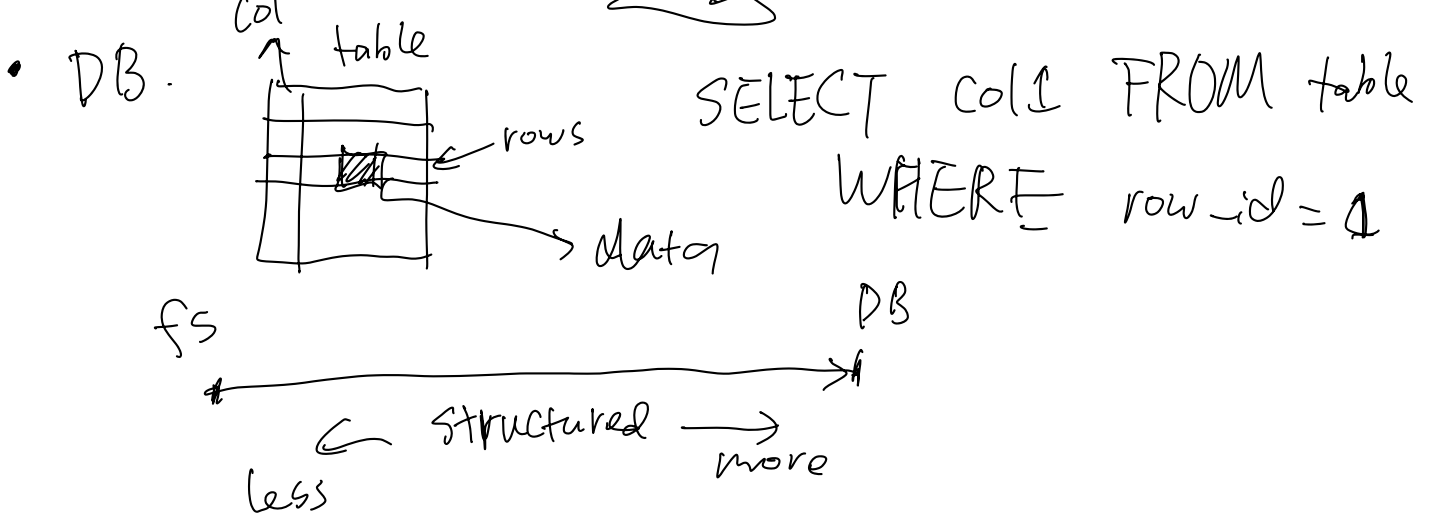 col
table
• DB.
rows
data
SELECT col1 FROM table
WHERE row_id = 1
fs
DB
structured
less
more